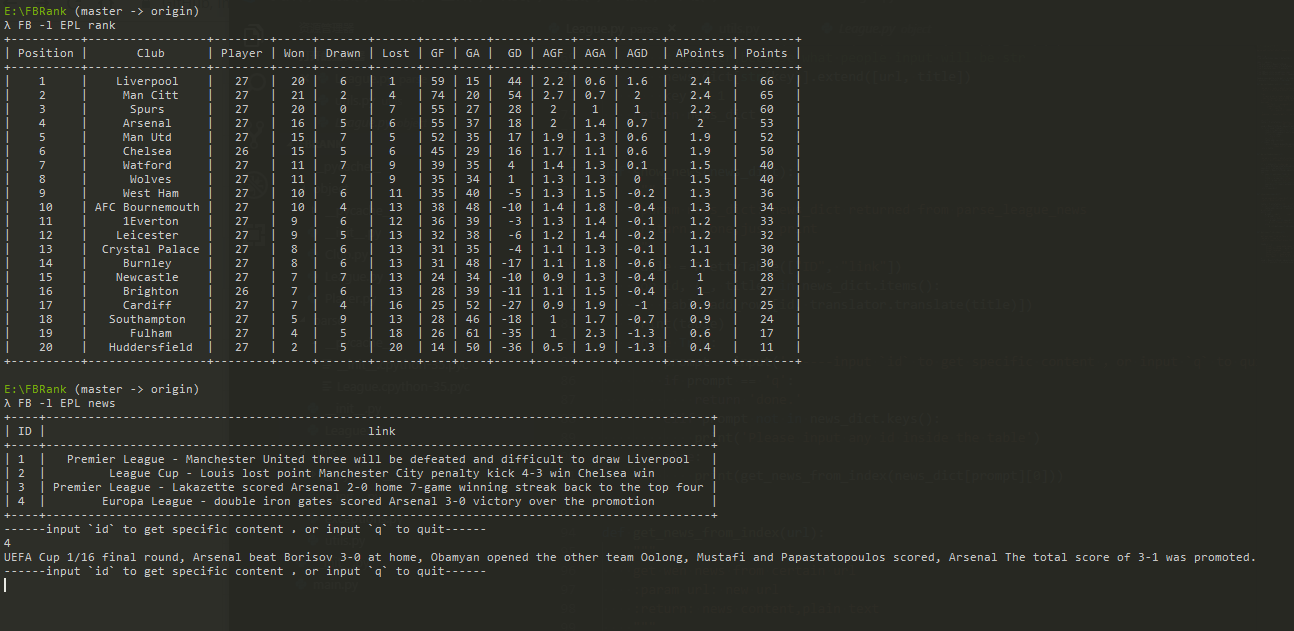 E:\FBRank (master -> origin)
λ FB -l EPL rank
+----------+----------------+--------+-----+-------+------+----+----+-----+-----+-----+------+---------+--------+
| Position | Club | Player | Won | Drawn | Lost | GF | GA | GD | AGF | AGA | AGD | APoints | Points |
+----------+----------------+--------+-----+-------+------+----+----+-----+-----+-----+------+---------+--------+
| 1 | Liverpool | 27 | 20 | 6 | 1 | 59 | 15 | 44 | 2.2 | 0.6 | 1.6 | 2.4 | 66 |
| 2 | Man Citt | 27 | 21 | 2 | 4 | 74 | 20 | 54 | 2.7 | 0.7 | 2 | 2.4 | 65 |
| 3 | Spurs | 27 | 20 | 0 | 7 | 55 | 27 | 28 | 2 | 1 | 1 | 2.2 | 60 |
| 4 | Arsenal | 27 | 16 | 5 | 6 | 55 | 37 | 18 | 2 | 1.4 | 0.7 | 2 | 53 |
| 5 | Man Utd | 27 | 15 | 7 | 5 | 52 | 35 | 17 | 1.9 | 1.3 | 0.6 | 1.9 | 52 |
| 6 | Chelsea | 26 | 15 | 5 | 6 | 45 | 29 | 16 | 1.7 | 1.1 | 0.6 | 1.9 | 50 |
| 7 | Watford | 27 | 11 | 7 | 9 | 39 | 35 | 4 | 1.4 | 1.3 | 0.1 | 1.5 | 40 |
| 8 | Wolves | 27 | 11 | 7 | 9 | 35 | 34 | 1 | 1.3 | 1.3 | 0 | 1.5 | 40 |
| 9 | West Ham | 27 | 10 | 6 | 11 | 35 | 40 | -5 | 1.3 | 1.5 | -0.2 | 1.3 | 36 |
| 10 | AFC Bournemouth | 27 | 10 | 4 | 13 | 38 | 48 | -10 | 1.4 | 1.8 | -0.4 | 1.3 | 34 |
| 11 | 1Everton | 27 | 9 | 6 | 12 | 36 | 39 | -3 | 1.3 | 1.4 | -0.1 | 1.2 | 33 |
| 12 | Leicester | 27 | 9 | 5 | 13 | 32 | 38 | -6 | 1.2 | 1.4 | -0.2 | 1.2 | 32 |
| 13 | Crystal Palace | 27 | 8 | 6 | 13 | 31 | 35 | -4 | 1.1 | 1.3 | -0.1 | 1.1 | 30 |
| 14 | Burnley | 27 | 8 | 6 | 13 | 31 | 48 | -17 | 1.1 | 1.8 | -0.6 | 1.1 | 30 |
| 15 | Newcastle | 27 | 7 | 7 | 13 | 24 | 34 | -10 | 0.9 | 1.3 | -0.4 | 1 | 28 |
| 16 | Brighton | 26 | 7 | 6 | 13 | 28 | 39 | -11 | 1.1 | 1.5 | -0.4 | 1 | 27 |
| 17 | Cardiff | 27 | 7 | 4 | 16 | 25 | 52 | -27 | 0.9 | 1.9 | -1 | 0.9 | 25 |
| 18 | Southampton | 27 | 5 | 9 | 13 | 28 | 46 | -18 | 1 | 1.7 | -0.7 | 0.9 | 24 |
| 19 | Fulham | 27 | 4 | 5 | 18 | 26 | 61 | -35 | 1 | 2.3 | -1.3 | 0.6 | 17 |
| 20 | Huddersfield | 27 | 2 | 5 | 20 | 14 | 50 | -36 | 0.5 | 1.9 | -1.3 | 0.4 | 11 |
+----------+----------------+--------+-----+-------+------+----+----+-----+-----+-----+------+---------+--------+
E:\FBRank (master -> origin)
λ FB -l EPL news
+----+----------------------------------------------------------------------------------------------+
| ID | link |
+----+----------------------------------------------------------------------------------------------+
| 1 | Premier League - Manchester United three will be defeated and difficult to draw Liverpool |
| 2 | League Cup - Louis lost point Manchester City penalty kick 4-3 win Chelsea win |
| 3 | Premier League - Lakazette scored Arsenal 2-0 home 7-game winning streak back to the top four |
| 4 | Europa League - double iron gates scored Arsenal 3-0 victory over the promotion |
+----+----------------------------------------------------------------------------------------------+
------input `id` to get specific content . or input `q` to quit------
4
UEFA Cup 1/16 final round, Arsenal beat Borisov 3-0 at home, Obamyan opened the other team Oolong, Mustafi and Papastatopoulos scored, Arsenal The total score of 3-1 was promoted.
------input `id` to get specific content . or input `q` to quit------